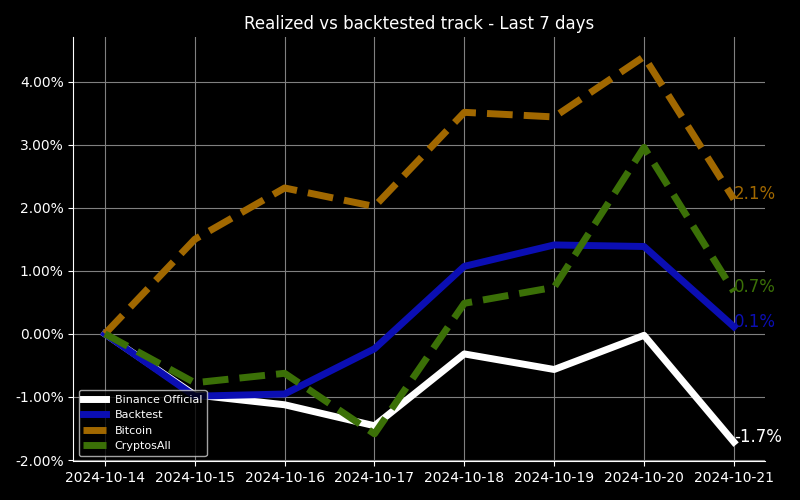 Realized vs backtested track - Last 7 days
4.00%
3.00%
2.00%
1.00%
0.00%
-1.00%
-2.00%
2.1%
0.7%
0.1%
-1.7%
Binance Official
Backtest
Bitcoin
CryptosAll
2024-10-14 2024-10-15 2024-10-16 2024-10-17 2024-10-18 2024-10-19 2024-10-20 2024-10-21